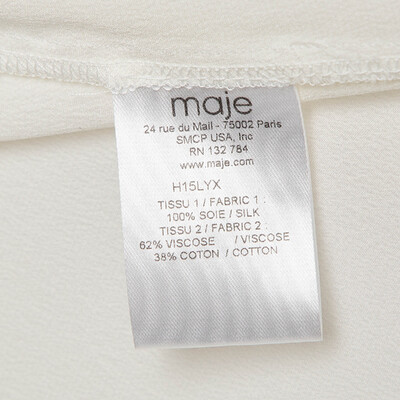 maje
24 rue du Mail - 75002 Paris
SMCP USA, Inc
RN 132 784
www.maje.com
H15LYX
TISSU 1 / FABRIC 1 :
100% SOIE / SILK
TISSU 2 / FABRIC 2 :
62% VISCOSE / VISCOSE
38% COTON / COTTON